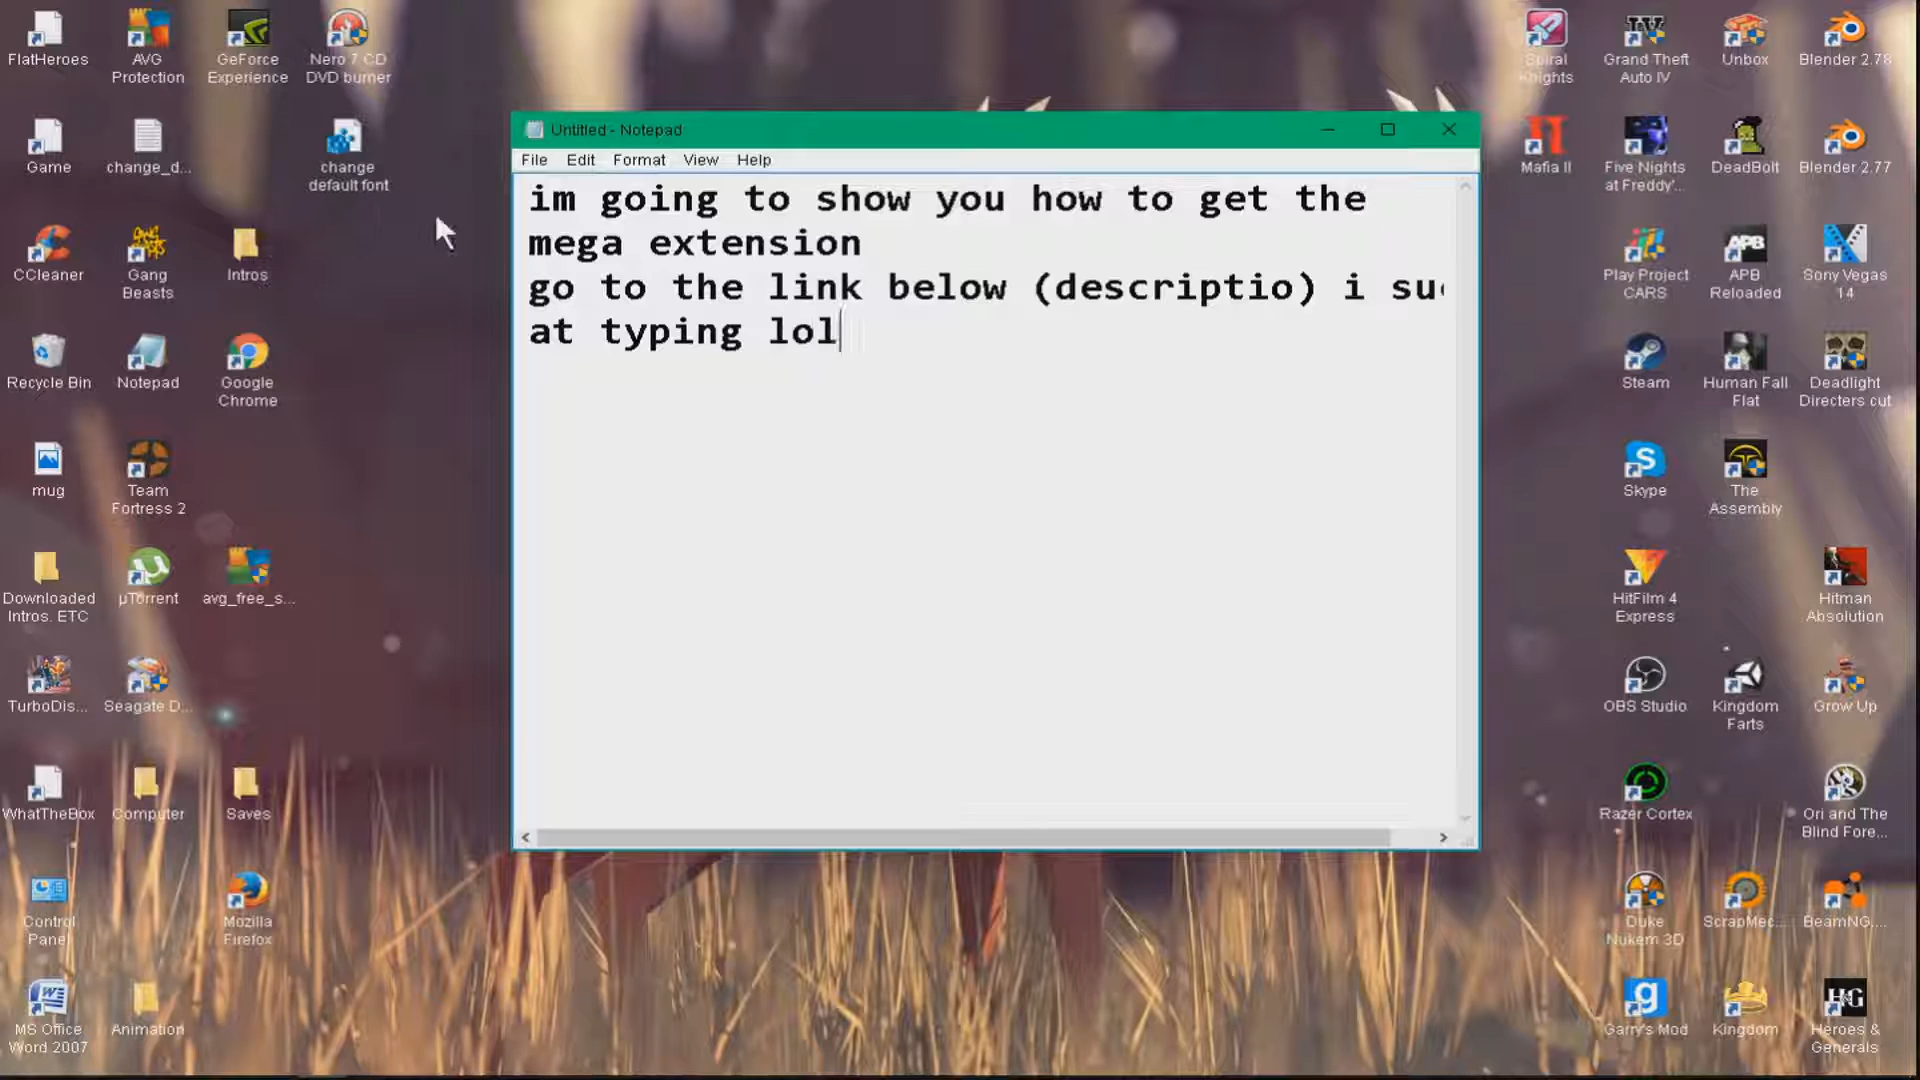 FlatHeroes
AVG Protection
GeForce Experience
Nero 7 CD DVD burner
Game
change_d...
change default font
CCleaner
Gang Beasts
Intros
Recycle Bin
Notepad
Google Chrome
mug
Team Fortress 2
Downloaded Intros. ETC
µTorrent
avg_free_s...
TurboDis...
Seagate D...
WhatTheBox
Computer
Saves
Control Panel
Mozilla Firefox
MS Office Word 2007
Animation
Untitled - Notepad
File Edit Format View Help
im going to show you how to get the
mega extension
go to the link below (descriptio) i su
at typing lol
Spiral Knights
Grand Theft Auto IV
Unbox
Blender 2.78
Mafia II
Five Nights at Freddy'...
DeadBolt
Blender 2.77
Play Project CARS
APB Reloaded
Sony Vegas 14
Steam
Human Fall Flat
Deadlight Directers cut
Skype
The Assembly
HitFilm 4 Express
Hitman Absolution
OBS Studio
Kingdom Farts
Grow Up
Razer Cortex
Ori and The Blind Fore...
Duke Nukem 3D
ScrapMec...
BeamNG....
Garry's Mod
Kingdom
Heroes & Generals